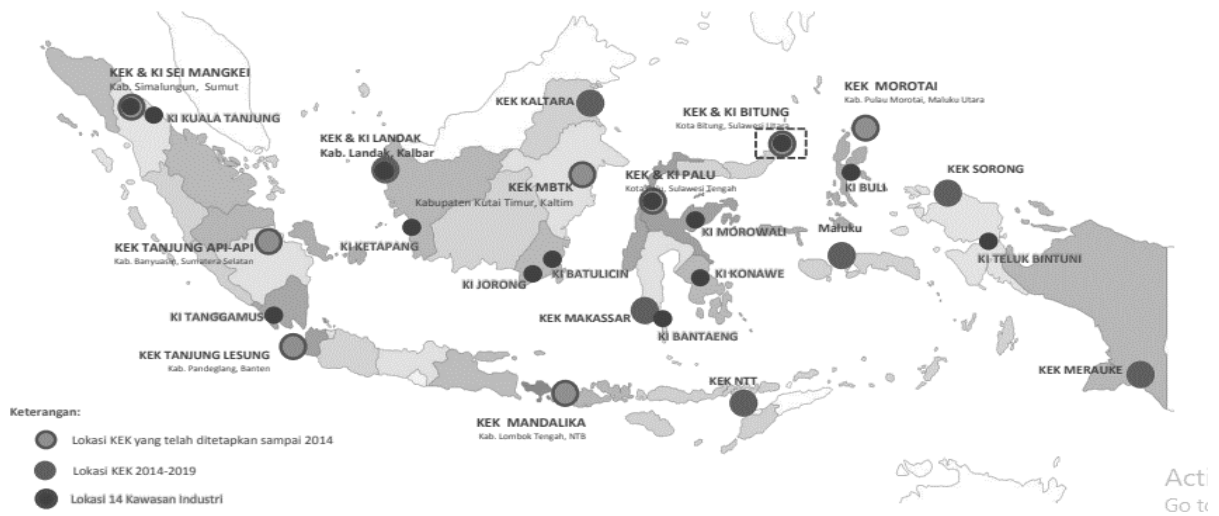 KEK & KI SEI MANGKEI
Kab. Simalungun, Sumut
KI KUALA TANJUNG
KEK & KI LANDAK
Kab. Landak, Kalbar
KEK KALTARA
KEK & KI BITUNG
Kota Bitung, Sulawesi Utara
KEK MOROTAI
Kab. Pulau Morotai, Maluku Utara
KEK MBTK
Kabupaten Kutai Timur, Kaltim
KEK & KI PALU
Kota Palu, Sulawesi Tengah
KI BULI
KEK SORONG
KEK TANJUNG API-API
Kab. Banyuasin, Sumatera Selatan
KI KETAPANG
KI MOROWALI
Maluku
KI TELUK BINTUNI
KI JORONG
KI BATULICIN
KI KONAWE
KI TANGGAMUS
KEK MAKASSAR
KI BANTAENG
KEK TANJUNG LESUNG
Kab. Pandeglang, Banten
KEK NTT
KEK MERAUKE
KEK MANDALIKA
Kab. Lombok Tengah, NTB
Keterangan:
Lokasi KEK yang telah ditetapkan sampai 2014
Lokasi KEK 2014-2019
Lokasi 14 Kawasan Industri
Acti
Go to